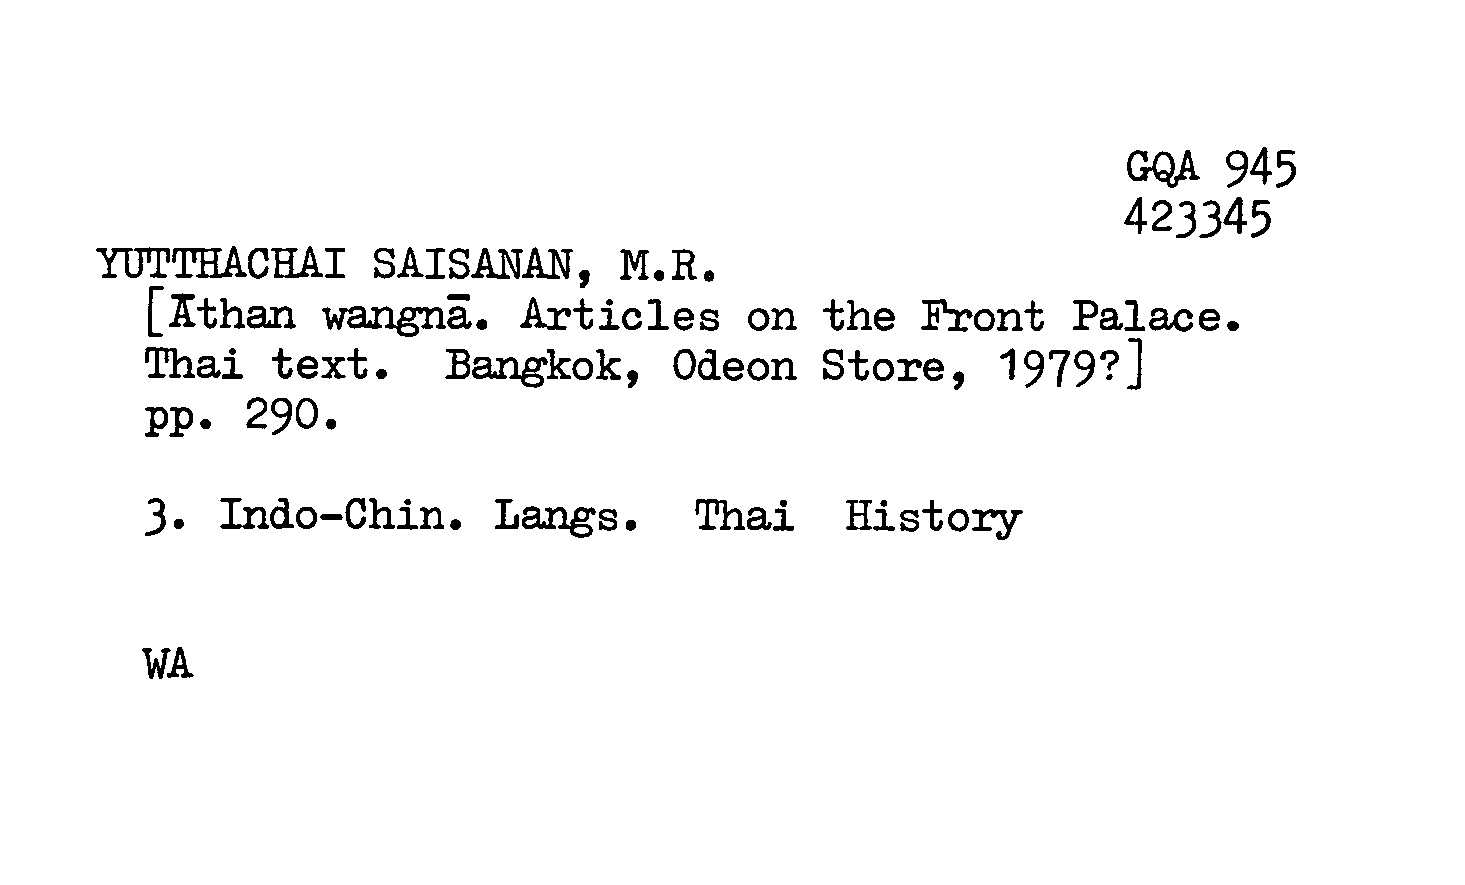 GQA 945
423345
YUTTHACHAI SAISANAN, M.R.
[Āthan wangnā. Articles on the Front Palace.
Thai text. Bangkok, Odeon Store, 1979?]
pp. 290.
3. Indo-Chin. Langs. Thai History
WA